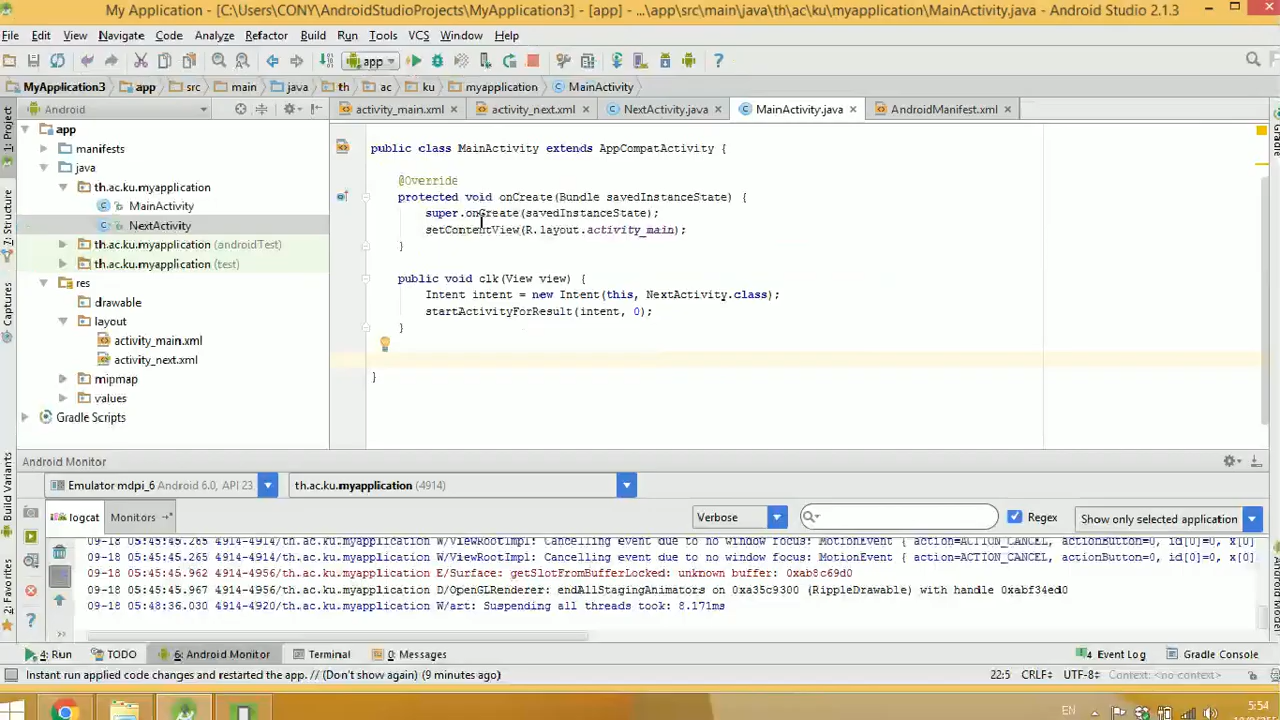 My Application - [C:\Users\CONY\AndroidStudioProjects\MyApplication3] - [app] - ...\app\src\main\java\th\ac\ku\myapplication\MainActivity.java - Android Studio 2.1.3
File Edit View Navigate Code Analyze Refactor Build Run Tools VCS Window Help
app
MyApplication3 app src main java th ac ku myapplication MainActivity
Android
activity_main.xml activity_next.xml NextActivity.java MainActivity.java AndroidManifest.xml
1: Project
7: Structure
Captures
Build Variants
2: Favorites
Gradle
app
manifests
java
th.ac.ku.myapplication
MainActivity
NextActivity
th.ac.ku.myapplication (androidTest)
th.ac.ku.myapplication (test)
res
drawable
layout
activity_main.xml
activity_next.xml
mipmap
values
Gradle Scripts
public class MainActivity extends AppCompatActivity {
@Override
protected void onCreate(Bundle savedInstanceState) {
super.onCreate(savedInstanceState);
setContentView(R.layout.activity_main);
}
public void clk(View view) {
Intent intent = new Intent(this, NextActivity.class);
startActivityForResult(intent, 0);
}
}
Android Monitor
Emulator mdpi_6 Android 6.0, API 23
th.ac.ku.myapplication (4914)
logcat Monitors
Verbose
Regex
Show only selected application
09-18 05:45:45.265 4914-4914/th.ac.ku.myapplication W/ViewRootImpl: Cancelling event due to no window focus: MotionEvent { action=ACTION_CANCEL, actionButton=0, id[0]=0, x[0]
09-18 05:45:45.265 4914-4914/th.ac.ku.myapplication W/ViewRootImpl: Cancelling event due to no window focus: MotionEvent { action=ACTION_CANCEL, actionButton=0, id[0]=0, x[0]
09-18 05:45:45.962 4914-4956/th.ac.ku.myapplication E/Surface: getSlotFromBufferLocked: unknown buffer: 0xab8c69d0
09-18 05:45:45.967 4914-4956/th.ac.ku.myapplication D/OpenGLRenderer: endAllStagingAnimators on 0xa35c9300 (RippleDrawable) with handle 0xabf34ed0
09-18 05:48:36.030 4914-4920/th.ac.ku.myapplication W/art: Suspending all threads took: 8.171ms
4: Run TODO 6: Android Monitor Terminal 0: Messages Event Log Gradle Console
Instant run applied code changes and restarted the app. // (Don't show again) (9 minutes ago)
22:5 CRLF÷ UTF-8÷ Context: <no context>
EN
5:54